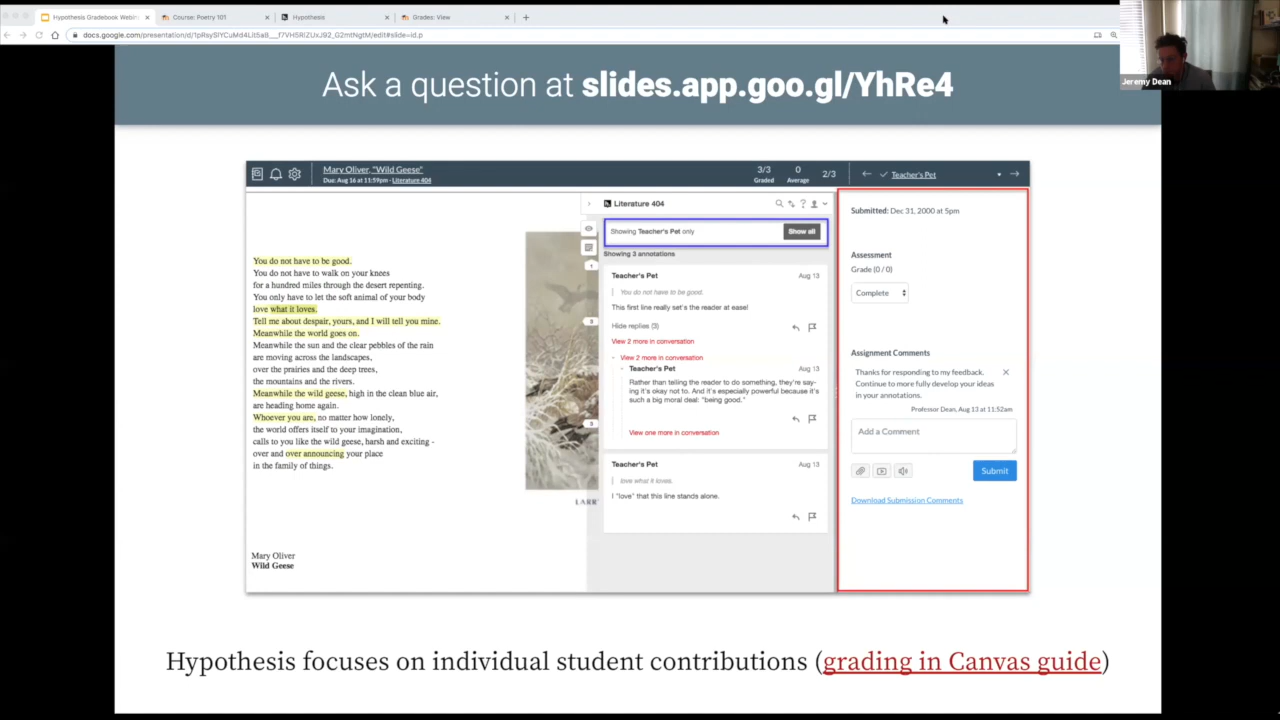 Hypothesis Gradebook Webin
Course: Poetry 101
Hypothesis
Grades: View
Jeremy Dean
Ask a question at slides.app.goo.gl/YhRe4
Mary Oliver, "Wild Geese"
Due: Aug 16 at 11:59pm - Literature 404
3/3
Graded
0
Average
2/3
Teacher's Pet
You do not have to be good.
You do not have to walk on your knees
for a hundred miles through the desert repenting.
You only have to let the soft animal of your body
love what it loves.
Tell me about despair, yours, and I will tell you mine.
Meanwhile the world goes on.
Meanwhile the sun and the clear pebbles of the rain
are moving across the landscapes,
over the prairies and the deep trees,
the mountains and the rivers.
Meanwhile the wild geese, high in the clean blue air,
are heading home again.
Whoever you are, no matter how lonely,
the world offers itself to your imagination,
calls to you like the wild geese, harsh and exciting -
over and over announcing your place
in the family of things.
Mary Oliver
Wild Geese
LARK
1
3
3
Literature 404
Showing Teacher's Pet only
Show all
Showing 3 annotations
Teacher's Pet
Aug 13
You do not have to be good.
This first line really set's the reader at ease!
Hide replies (3)
View 2 more in conversation
View 2 more in conversation
Teacher's Pet
Aug 13
Rather than telling the reader to do something, they're say-
ing it's okay not to. And it's especially powerful because it's
such a big moral deal: "being good."
View one more in conversation
Teacher's Pet
Aug 13
love what it loves.
I "love" that this line stands alone.
Submitted: Dec 31, 2000 at 5pm
Assessment
Grade (0 / 0)
Complete
Assignment Comments
Thanks for responding to my feedback.
Continue to more fully develop your ideas
in your annotations.
Professor Dean, Aug 13 at 11:52am
Add a Comment
Submit
Download Submission Comments
Hypothesis focuses on individual student contributions (grading in Canvas guide)